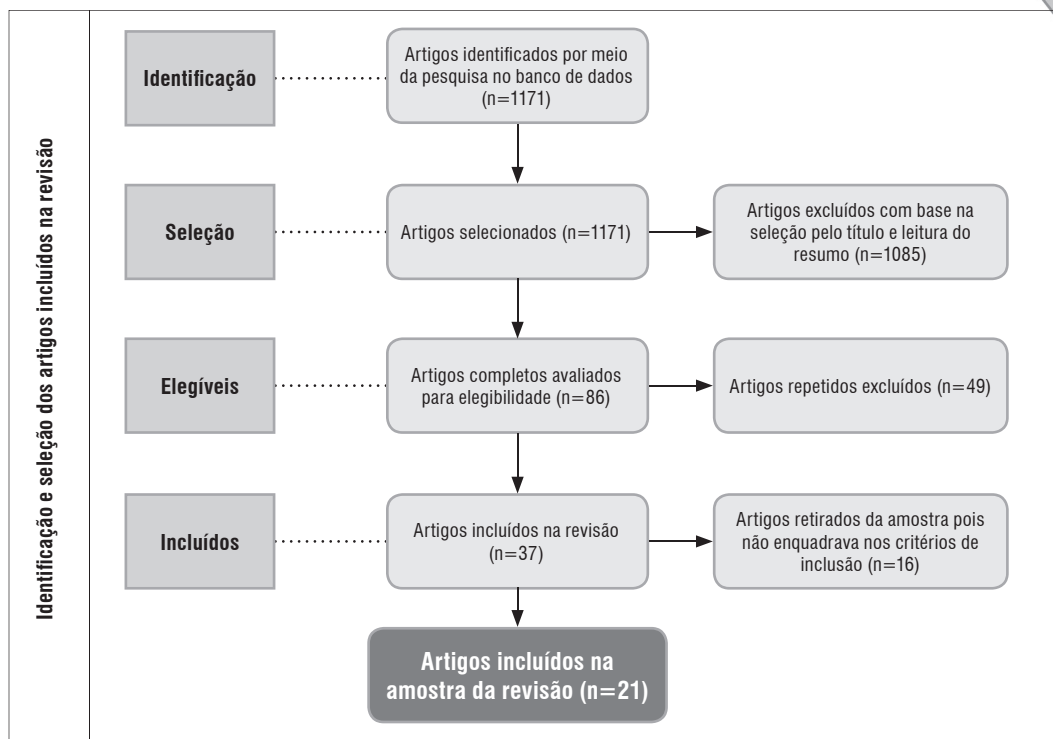 Identificação e seleção dos artigos incluídos na revisão
Identificação
Artigos identificados por meio
da pesquisa no banco de dados
(n=1171)
Seleção
Artigos selecionados (n=1171)
Artigos excluídos com base na
seleção pelo título e leitura do
resumo (n=1085)
Elegíveis
Artigos completos avaliados
para elegibilidade (n=86)
Artigos repetidos excluídos (n=49)
Incluídos
Artigos incluídos na revisão
(n=37)
Artigos retirados da amostra pois
não enquadrava nos critérios de
inclusão (n=16)
Artigos incluídos na
amostra da revisão (n=21)